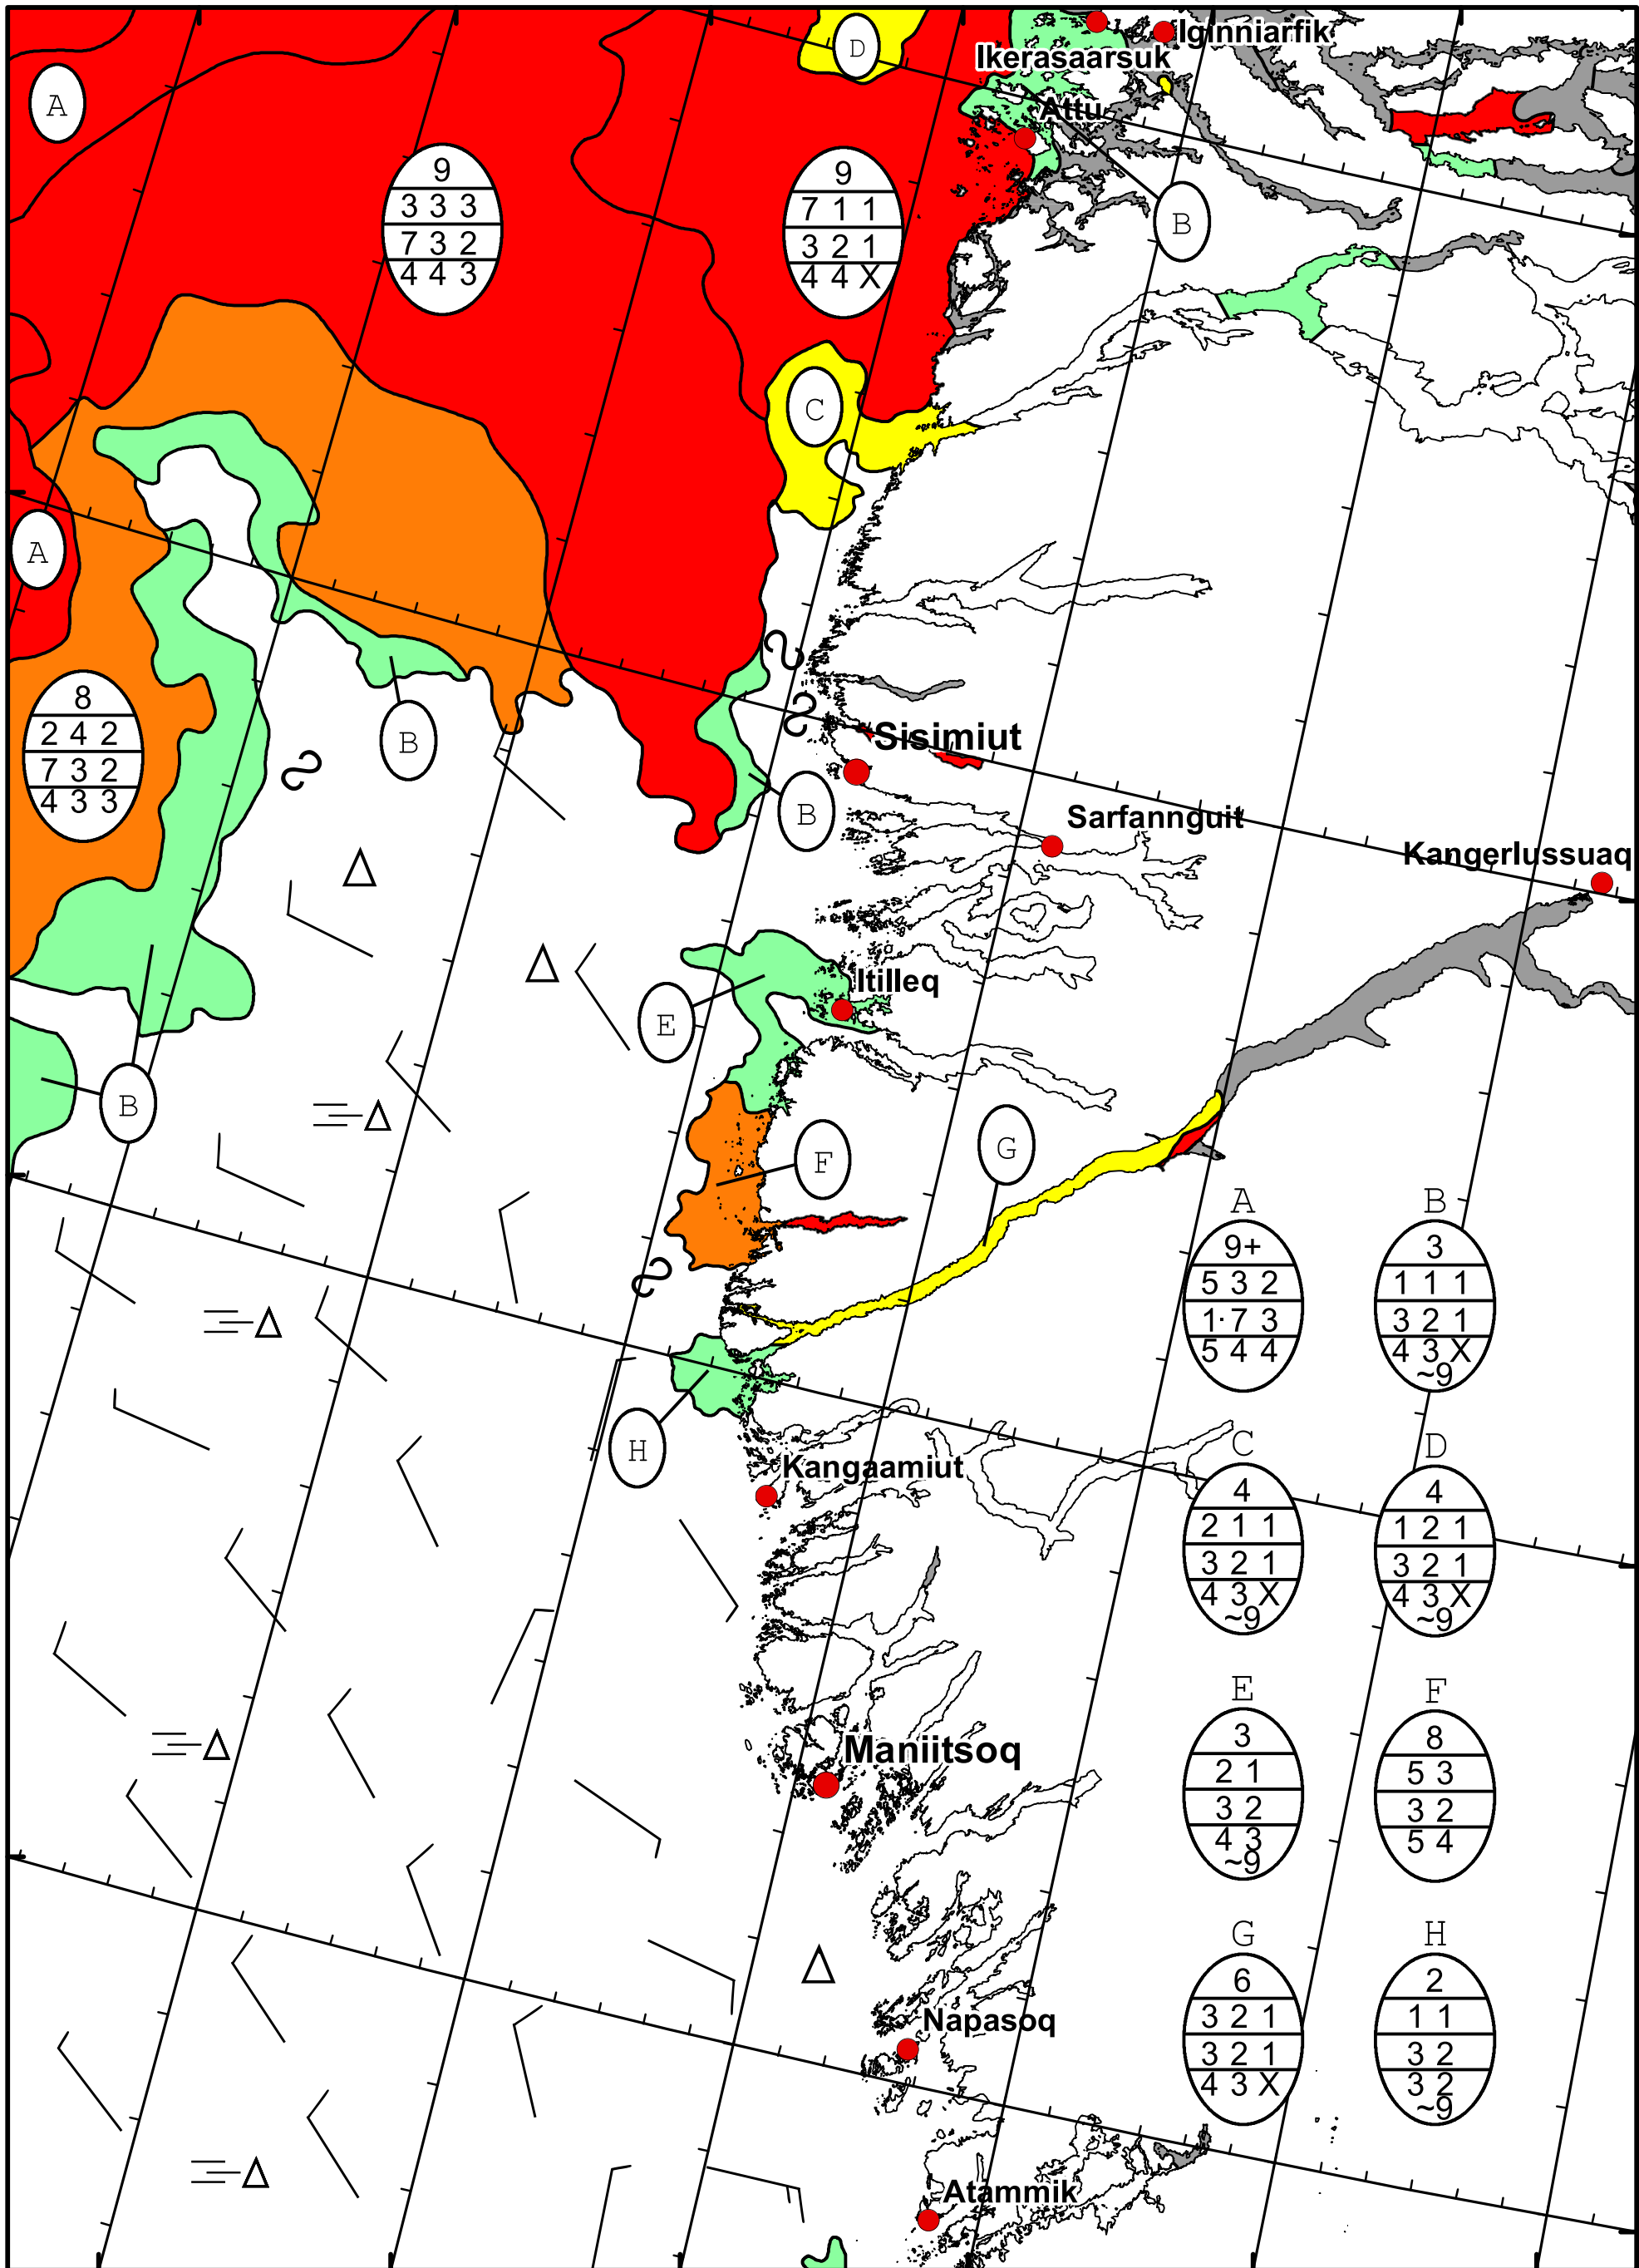 D
Iginniarfik
Ikerasaarsuk
A
Attu
9
3 3 3
7 3 2
4 4 3
9
7 1 1
3 2 1
4 4 X
B
C
A
8
2 4 2
7 3 2
4 3 3
B
Sisimiut
B
Sarfannguit
Kangerlussuaq
Itilleq
E
B
F
G
A
9+
5 3 2
1· 7 3
5 4 4
B
3
1 1 1
3 2 1
4 3 X
~9
H
Kangaamiut
C
4
2 1 1
3 2 1
4 3 X
~9
D
4
1 2 1
3 2 1
4 3 X
~9
E
3
2 1
3 2
4 3
~9
F
8
5 3
3 2
5 4
Maniitsoq
G
6
3 2 1
3 2 1
4 3 X
H
2
1 1
3 2
3 2
~9
Napasoq
Atammik